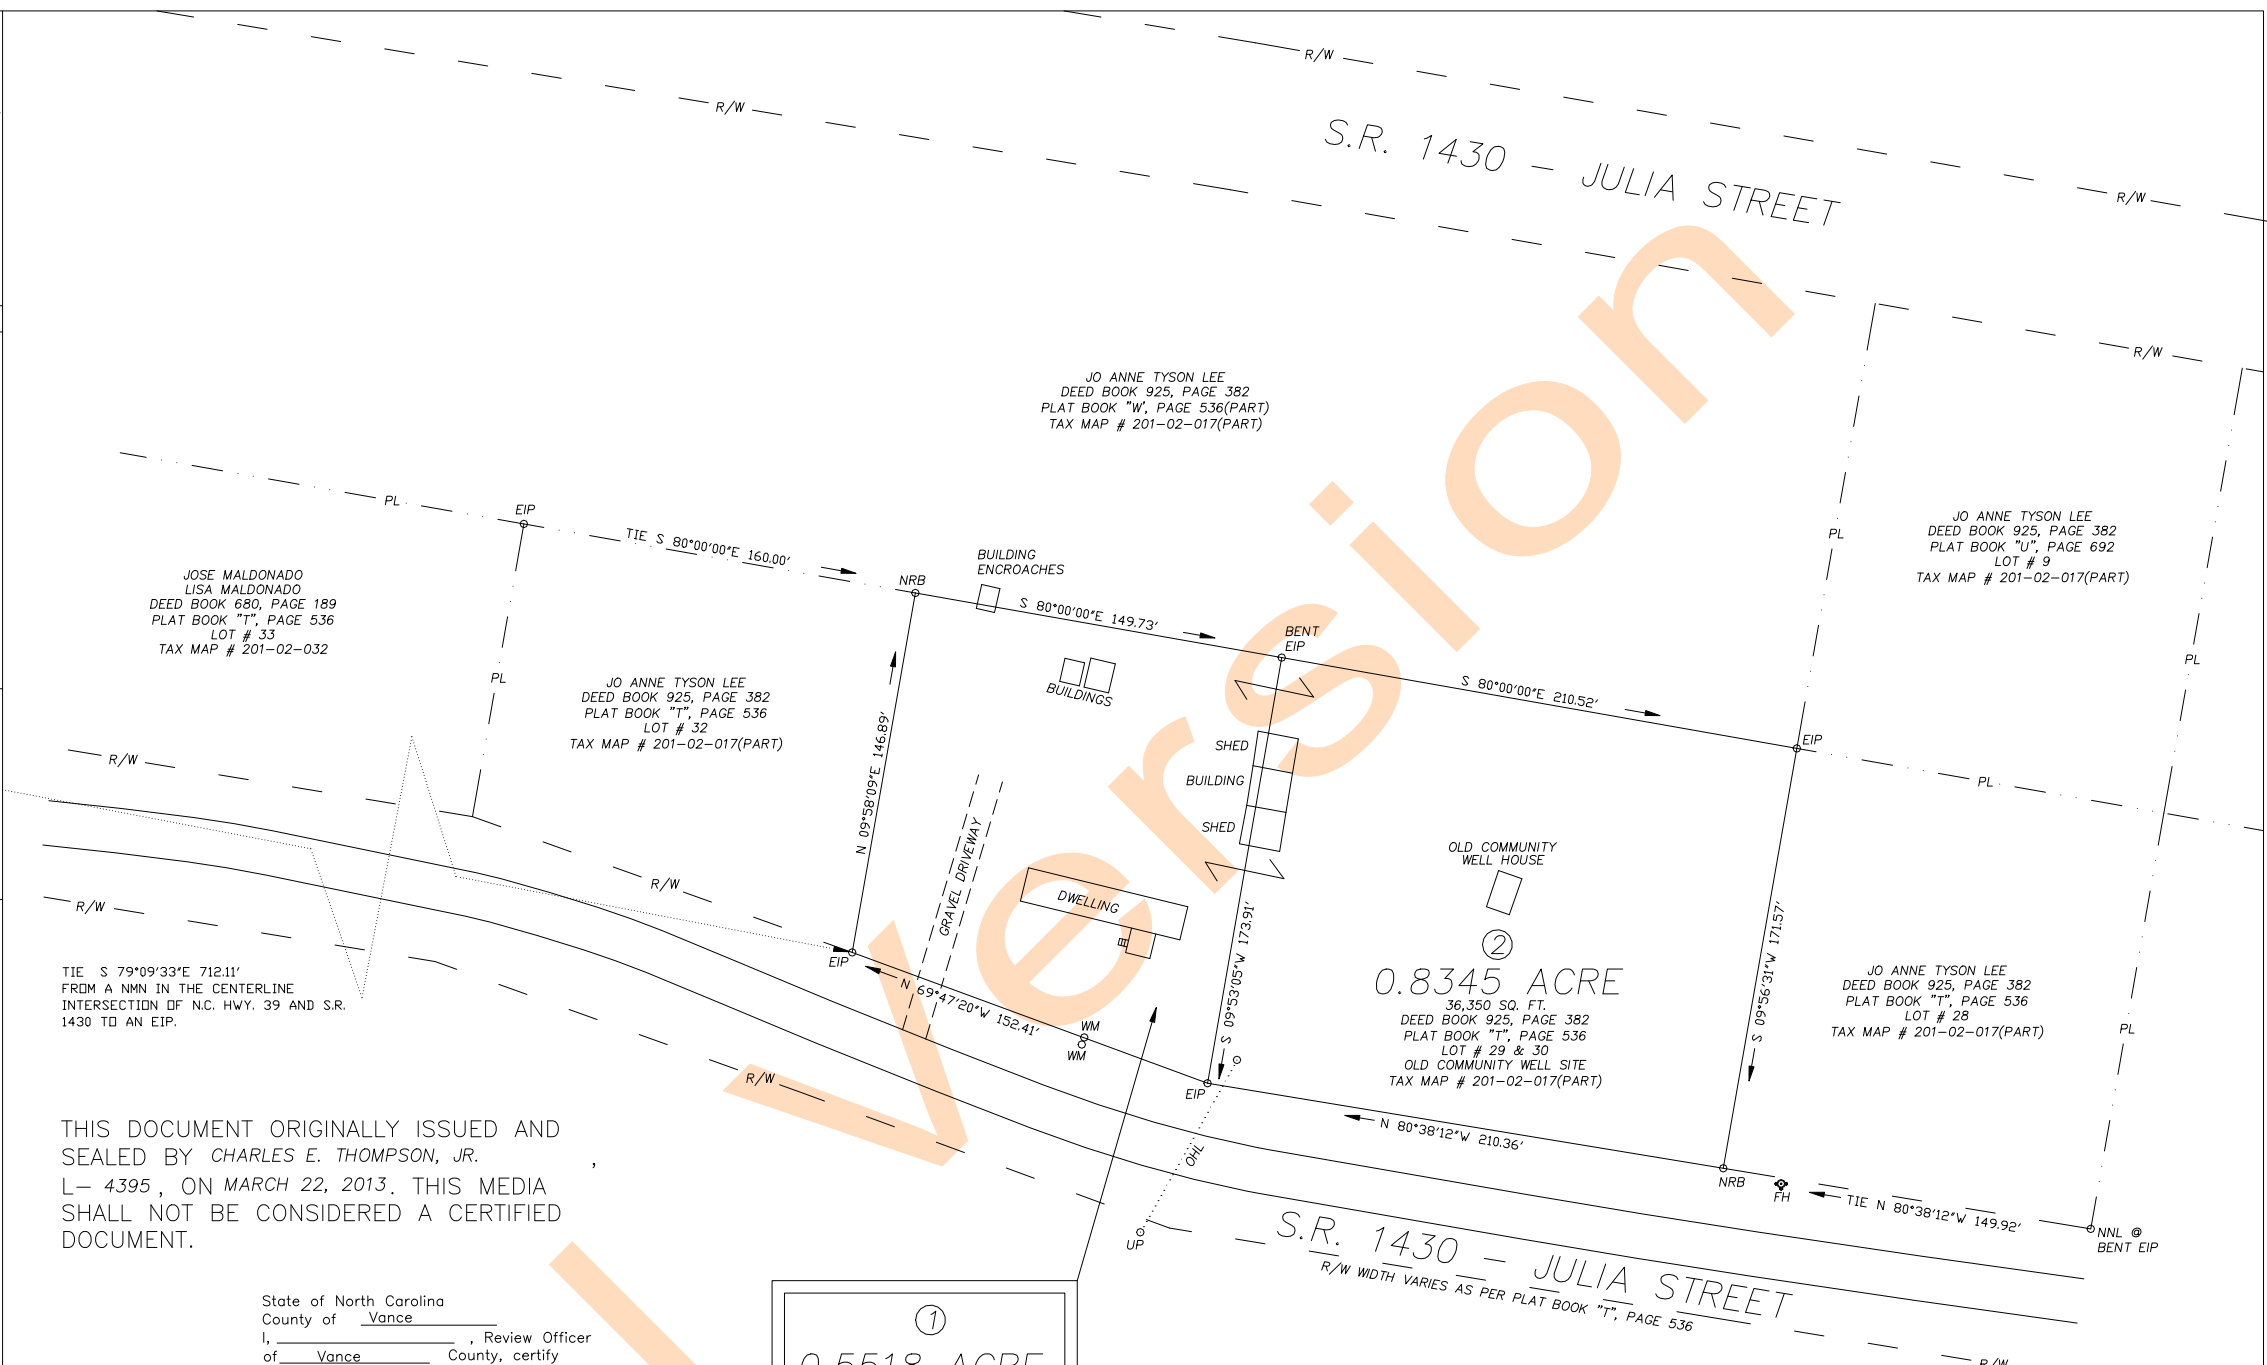 R/W
R/W
S.R. 1430 - JULIA STREET
R/W
R/W
JO ANNE TYSON LEE
DEED BOOK 925, PAGE 382
PLAT BOOK "W', PAGE 536(PART)
TAX MAP # 201-02-017(PART)
PL
EIP
TIE S 80°00'00"E 160.00'
NRB
BUILDING
ENCROACHES
S 80°00'00"E 149.73'
BENT
EIP
S 80°00'00"E 210.52'
EIP
PL
JO ANNE TYSON LEE
DEED BOOK 925, PAGE 382
PLAT BOOK "U", PAGE 692
LOT # 9
TAX MAP # 201-02-017(PART)
PL
PL
JOSE MALDONADO
LISA MALDONADO
DEED BOOK 680, PAGE 189
PLAT BOOK "T", PAGE 536
LOT # 33
TAX MAP # 201-02-032
PL
JO ANNE TYSON LEE
DEED BOOK 925, PAGE 382
PLAT BOOK "T", PAGE 536
LOT # 32
TAX MAP # 201-02-017(PART)
BUILDINGS
SHED
BUILDING
SHED
R/W
R/W
R/W
N 09°58'09"E 146.89'
GRAVEL DRIVEWAY
DWELLING
S 09°53'05"W 173.91'
OLD COMMUNITY
WELL HOUSE
2
0.8345 ACRE
36,350 SQ. FT.
DEED BOOK 925, PAGE 382
PLAT BOOK "T", PAGE 536
LOT # 29 & 30
OLD COMMUNITY WELL SITE
TAX MAP # 201-02-017(PART)
S 09°56'31"W 171.57'
JO ANNE TYSON LEE
DEED BOOK 925, PAGE 382
PLAT BOOK "T", PAGE 536
LOT # 28
TAX MAP # 201-02-017(PART)
PL
EIP
N 69°47'20"W 152.41'
WM
WM
EIP
TIE S 79°09'33"E 712.11'
FROM A NMN IN THE CENTERLINE
INTERSECTION OF N.C. HWY. 39 AND S.R.
1430 TO AN EIP.
R/W
OHL
UP
N 80°38'12"W 210.36'
NRB
FH
TIE N 80°38'12"W 149.92'
NNL @
BENT EIP
S.R. 1430 - JULIA STREET
R/W WIDTH VARIES AS PER PLAT BOOK "T", PAGE 536
R/W
THIS DOCUMENT ORIGINALLY ISSUED AND
SEALED BY CHARLES E. THOMPSON, JR. ,
L- 4395 , ON MARCH 22, 2013. THIS MEDIA
SHALL NOT BE CONSIDERED A CERTIFIED
DOCUMENT.
State of North Carolina
County of Vance
I, , Review Officer
of Vance County, certify
1
0.5518 ACRE
Version